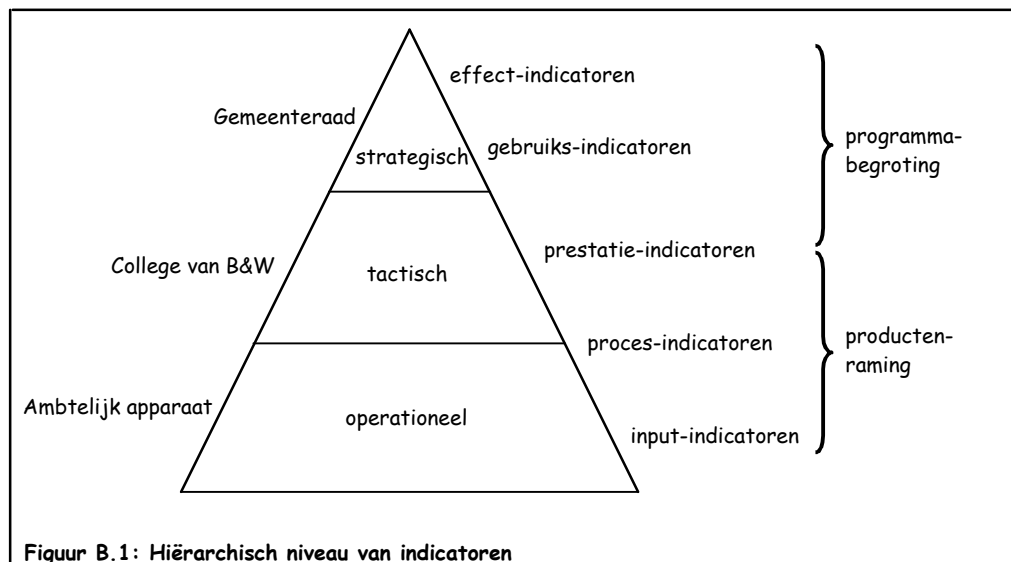 effect-indicatoren
Gemeenteraad
gebruiks-indicatoren
strategisch
programma-
begroting
prestatie-indicatoren
College van B&W
tactisch
proces-indicatoren
producten-
raming
Ambtelijk apparaat
operationeel
input-indicatoren
Figuur B.1: Hiërarchisch niveau van indicatoren